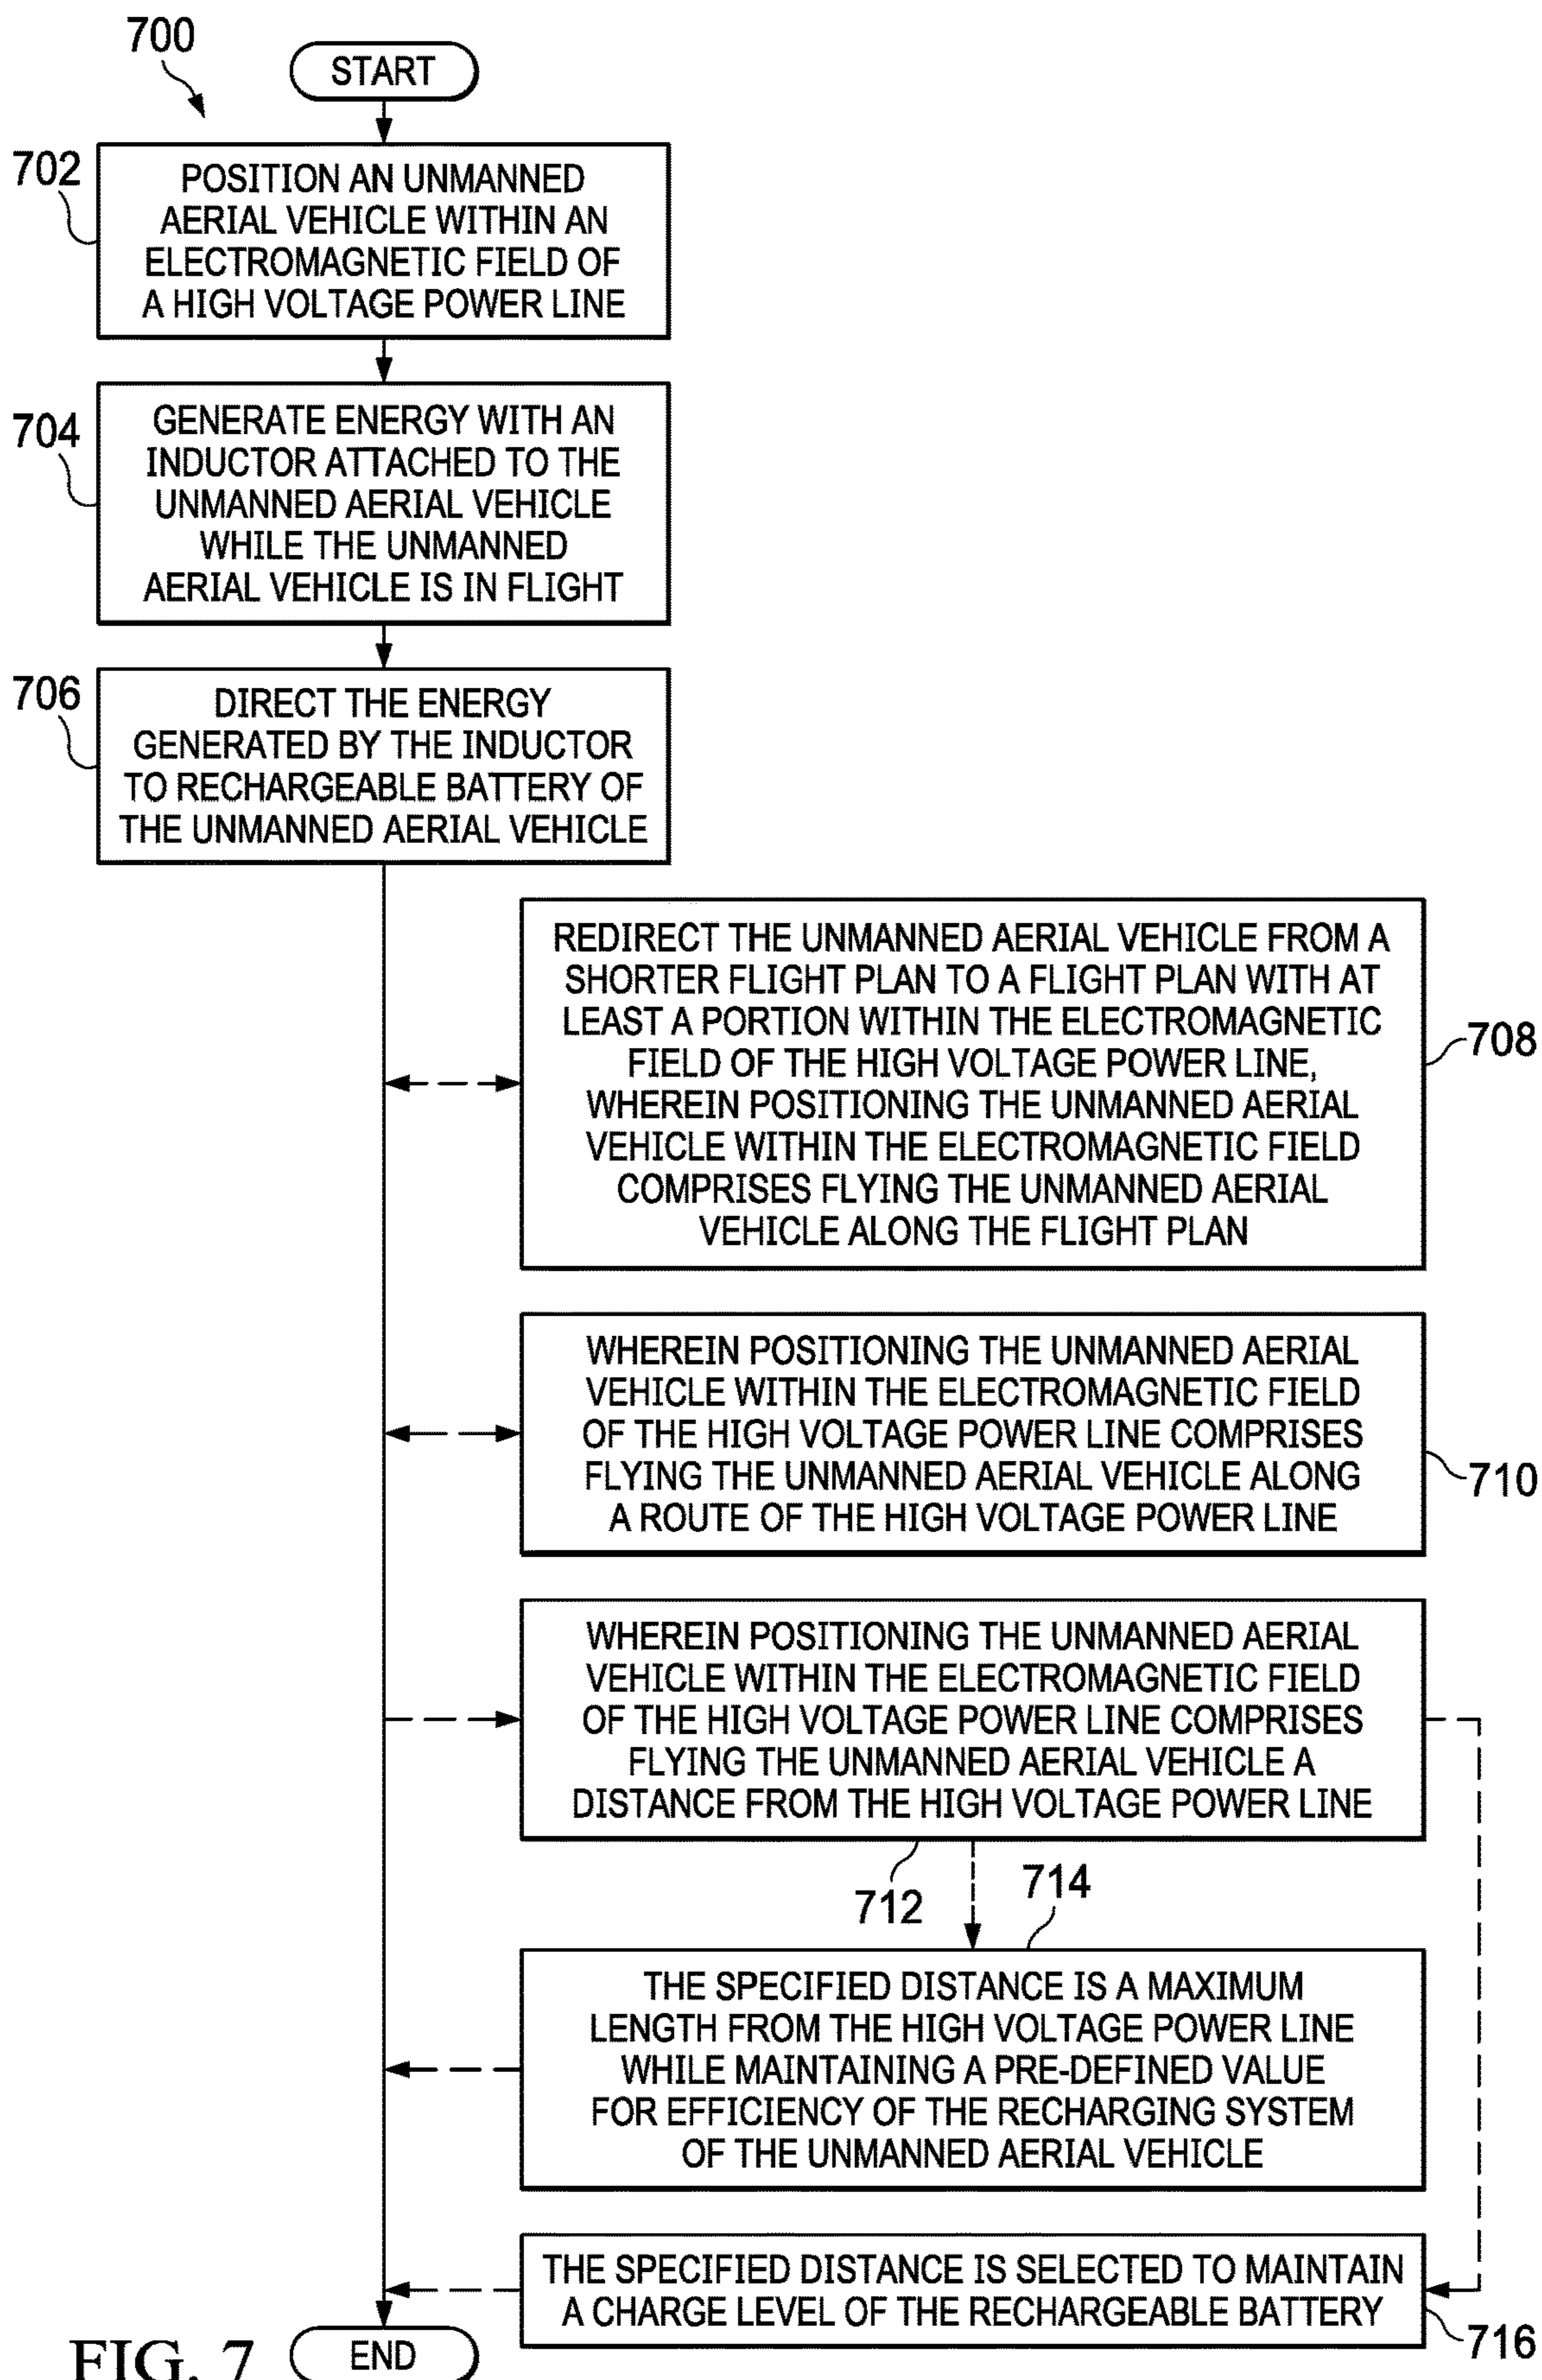 700
START
702
POSITION AN UNMANNED
AERIAL VEHICLE WITHIN AN
ELECTROMAGNETIC FIELD OF
A HIGH VOLTAGE POWER LINE
704
GENERATE ENERGY WITH AN
INDUCTOR ATTACHED TO THE
UNMANNED AERIAL VEHICLE
WHILE THE UNMANNED
AERIAL VEHICLE IS IN FLIGHT
706
DIRECT THE ENERGY
GENERATED BY THE INDUCTOR
TO RECHARGEABLE BATTERY OF
THE UNMANNED AERIAL VEHICLE
REDIRECT THE UNMANNED AERIAL VEHICLE FROM A
SHORTER FLIGHT PLAN TO A FLIGHT PLAN WITH AT
LEAST A PORTION WITHIN THE ELECTROMAGNETIC
FIELD OF THE HIGH VOLTAGE POWER LINE,
WHEREIN POSITIONING THE UNMANNED AERIAL
VEHICLE WITHIN THE ELECTROMAGNETIC FIELD
COMPRISES FLYING THE UNMANNED AERIAL
VEHICLE ALONG THE FLIGHT PLAN
708
WHEREIN POSITIONING THE UNMANNED AERIAL
VEHICLE WITHIN THE ELECTROMAGNETIC FIELD
OF THE HIGH VOLTAGE POWER LINE COMPRISES
FLYING THE UNMANNED AERIAL VEHICLE ALONG
A ROUTE OF THE HIGH VOLTAGE POWER LINE
710
WHEREIN POSITIONING THE UNMANNED AERIAL
VEHICLE WITHIN THE ELECTROMAGNETIC FIELD
OF THE HIGH VOLTAGE POWER LINE COMPRISES
FLYING THE UNMANNED AERIAL VEHICLE A
DISTANCE FROM THE HIGH VOLTAGE POWER LINE
712
714
THE SPECIFIED DISTANCE IS A MAXIMUM
LENGTH FROM THE HIGH VOLTAGE POWER LINE
WHILE MAINTAINING A PRE-DEFINED VALUE
FOR EFFICIENCY OF THE RECHARGING SYSTEM
OF THE UNMANNED AERIAL VEHICLE
THE SPECIFIED DISTANCE IS SELECTED TO MAINTAIN
A CHARGE LEVEL OF THE RECHARGEABLE BATTERY
716
FIG. 7
END